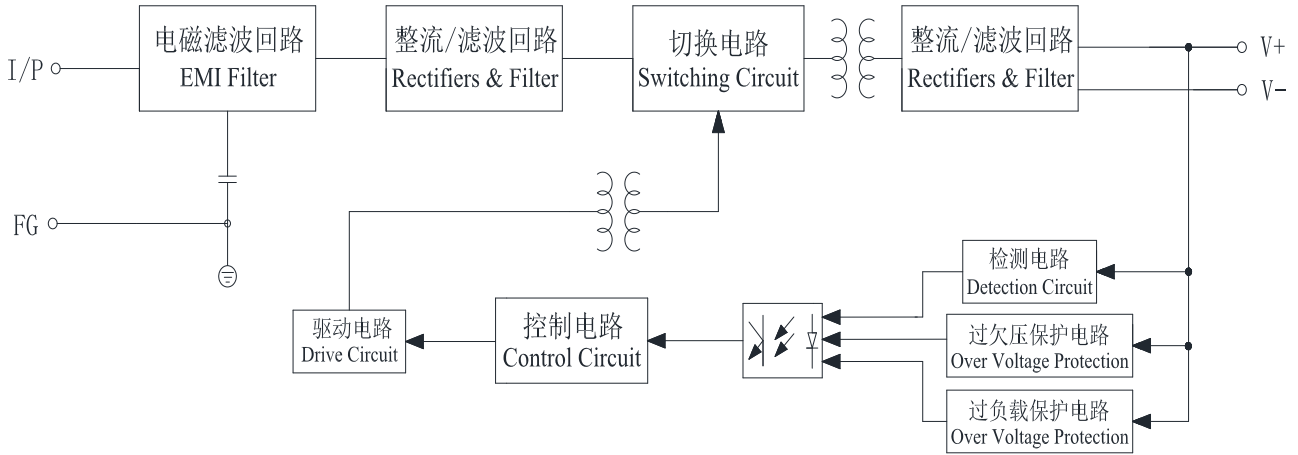 电磁滤波回路
EMI Filter
整流/滤波回路
Rectifiers & Filter
切换电路
Switching Circuit
整流/滤波回路
Rectifiers & Filter
I/P
V+
V-
FG
检测电路
Detection Circuit
驱动电路
Drive Circuit
控制电路
Control Circuit
过欠压保护电路
Over Voltage Protection
过负载保护电路
Over Voltage Protection